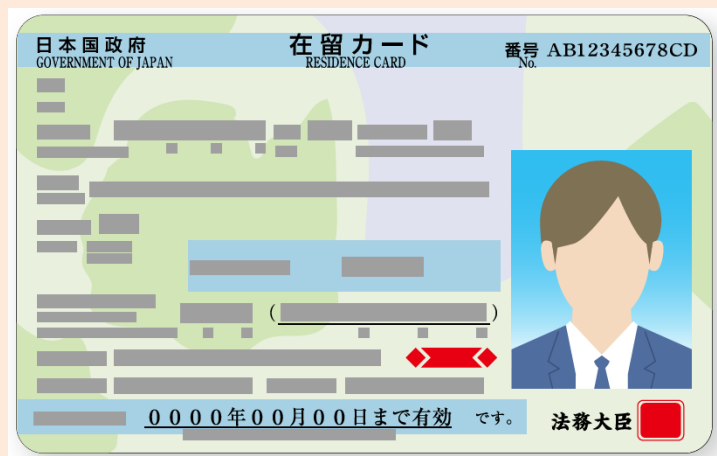 日本国政府 在留カード 番号 AB12345678CD
GOVERNMENT OF JAPAN RESIDENCE CARD No.
( )
0000年00月00日まで有効 です。
法務大臣